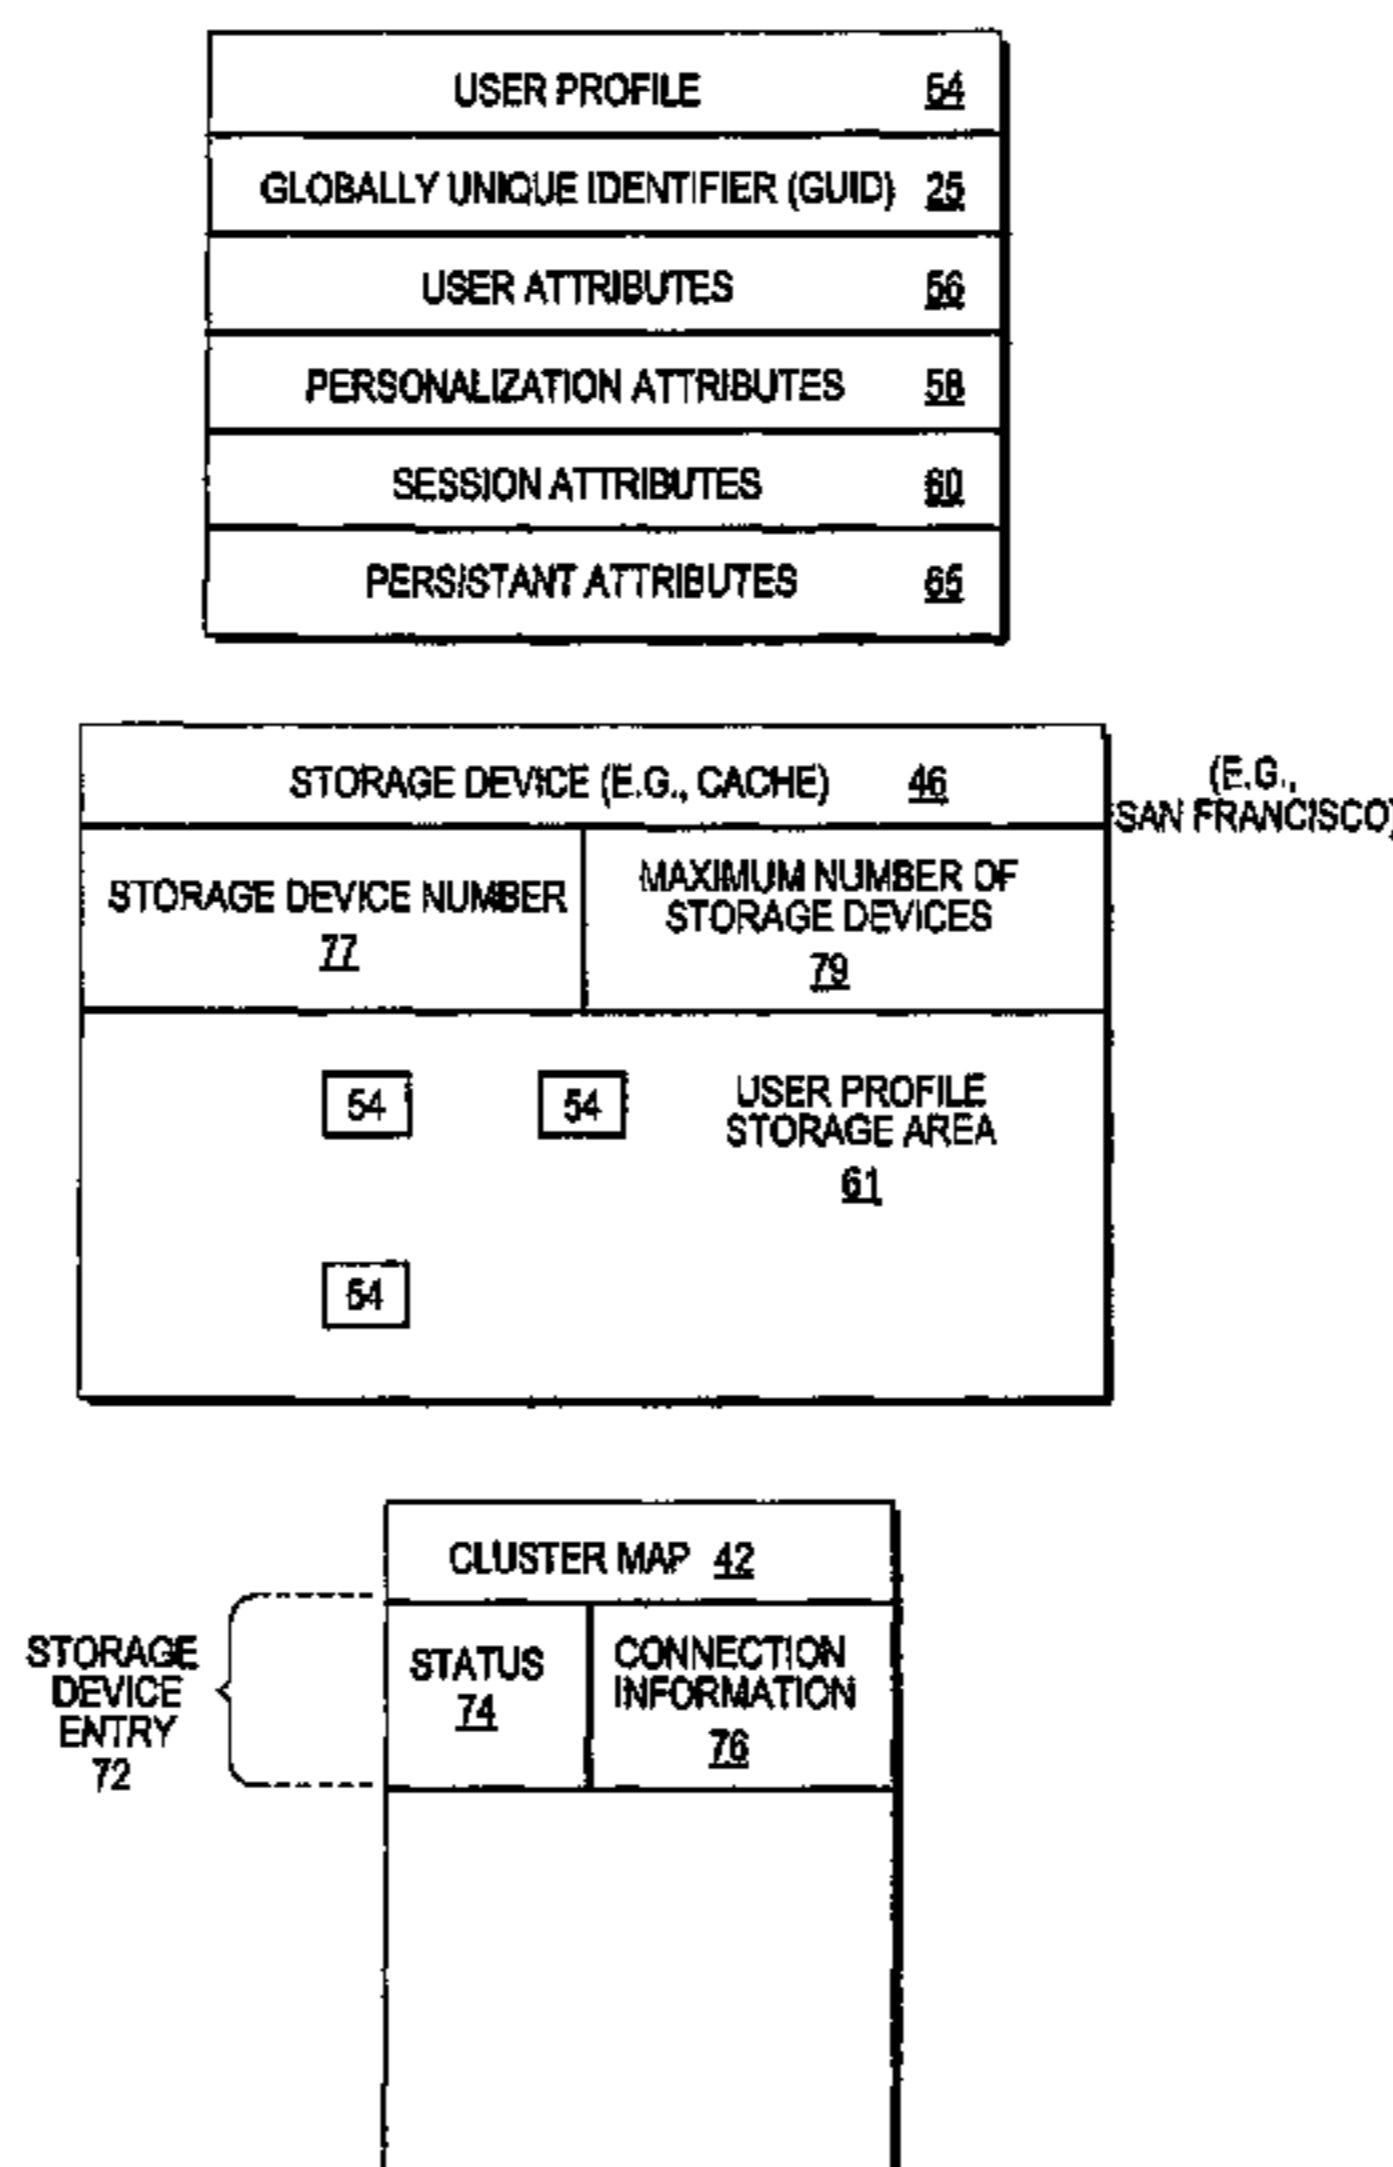 USER PROFILE 54
GLOBALLY UNIQUE IDENTIFIER (GUID) 25
USER ATTRIBUTES 56
PERSONALIZATION ATTRIBUTES 58
SESSION ATTRIBUTES 60
PERSISTANT ATTRIBUTES 65
STORAGE DEVICE (E.G., CACHE) 46
(E.G.,
SAN FRANCISCO)
STORAGE DEVICE NUMBER
77
MAXIMUM NUMBER OF
STORAGE DEVICES
79
54 54
USER PROFILE
STORAGE AREA
61
54
CLUSTER MAP 42
STORAGE
DEVICE
ENTRY
72
STATUS
74
CONNECTION
INFORMATION
76